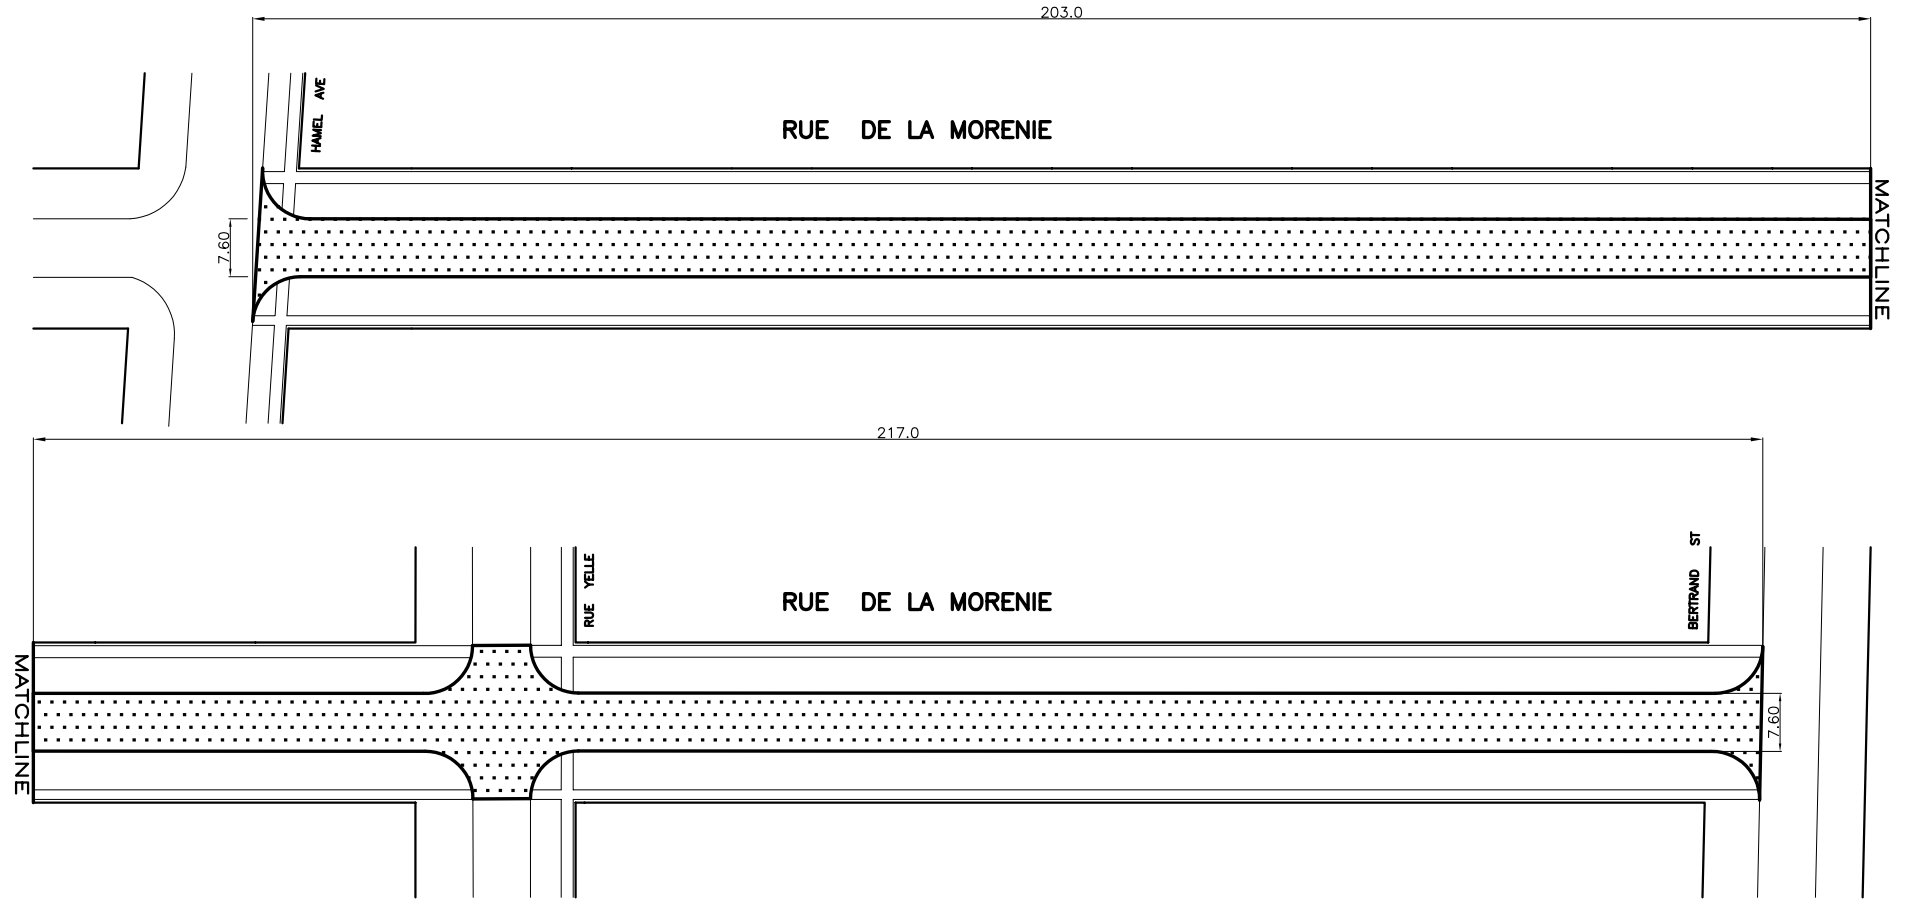 203.0
HAMEL AVE
RUE DE LA MORENIE
MATCHLINE
7.60
217.0
RUE YELLE
RUE DE LA MORENIE
BERTRAND ST
MATCHLINE
7.60